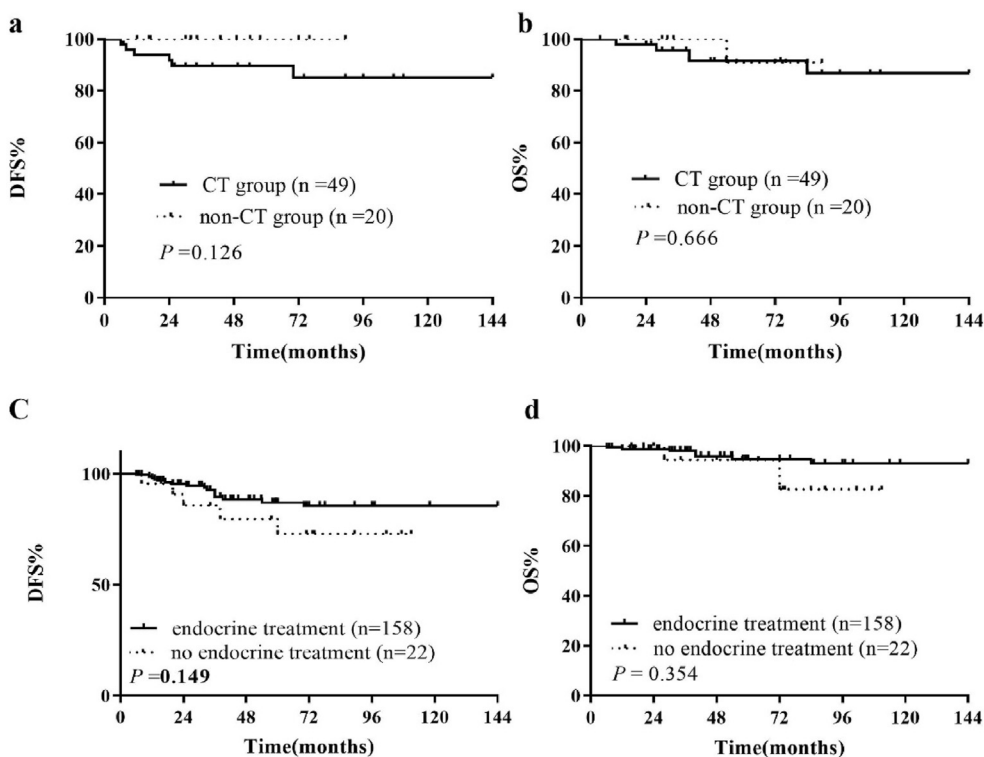 a
100
80
60
40
20
0
DFS%
CT group (n =49)
non-CT group (n =20)
P =0.126
0 24 48 72 96 120 144
Time(months)
b
100
80
60
40
20
0
OS%
CT group (n =49)
non-CT group (n =20)
P =0.666
0 24 48 72 96 120 144
Time(months)
C
100
50
0
DFS%
endocrine treatment (n=158)
no endocrine treatment (n=22)
P =0.149
0 24 48 72 96 120 144
Time(months)
d
100
80
60
40
20
0
OS%
endocrine treatment (n=158)
no endocrine treatment (n=22)
P = 0.354
0 24 48 72 96 120 144
Time(months)